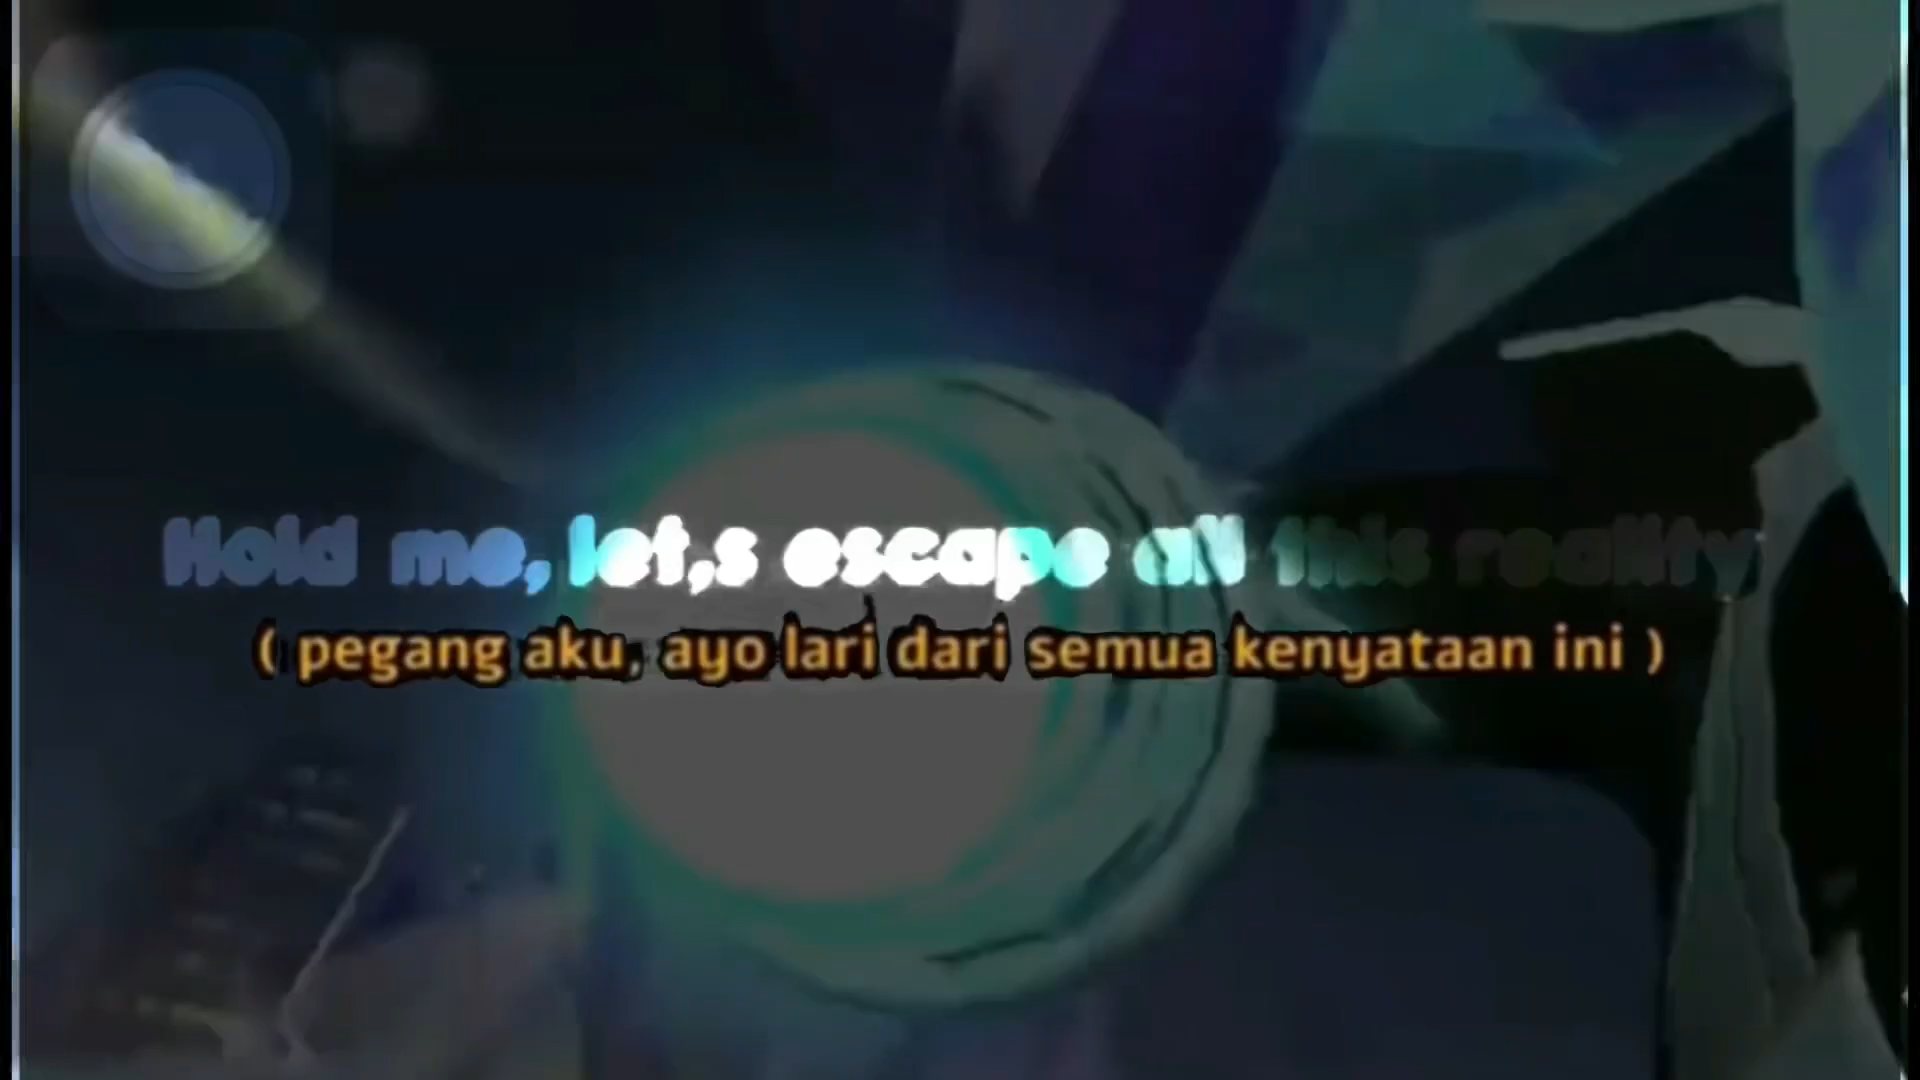 Hold me, let,s escape all this reality
( pegang aku, ayo lari dari semua kenyataan ini )